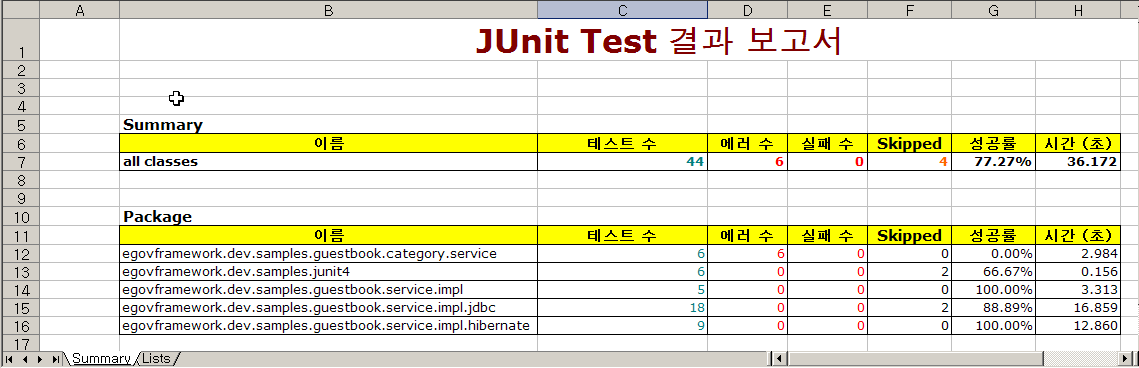 A B C D E F G H
1 JUnit Test 결과 보고서
2
3
4
5 Summary
6 이름 테스트 수 에러 수 실패 수 Skipped 성공률 시간 (초)
7 all classes 44 6 0 4 77.27% 36.172
8
9
10 Package
11 이름 테스트 수 에러 수 실패 수 Skipped 성공률 시간 (초)
12 egovframework.dev.samples.guestbook.category.service 6 6 0 0 0.00% 2.984
13 egovframework.dev.samples.junit4 6 0 0 2 66.67% 0.156
14 egovframework.dev.samples.guestbook.service.impl 5 0 0 0 100.00% 3.313
15 egovframework.dev.samples.guestbook.service.impl.jdbc 18 0 0 2 88.89% 16.859
16 egovframework.dev.samples.guestbook.service.impl.hibernate 9 0 0 0 100.00% 12.860
17
Summary Lists